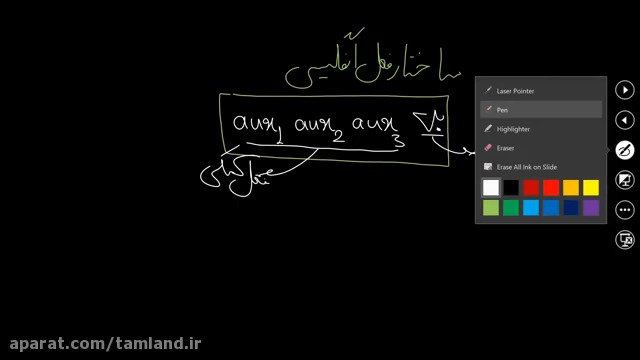 ساختار فعل انگلیسی
aux1 aux2 aux3 V.
فعل کمکی
Laser Pointer
Pen
Highlighter
Eraser
Erase All Ink on Slide
aparat.com/tamland.ir